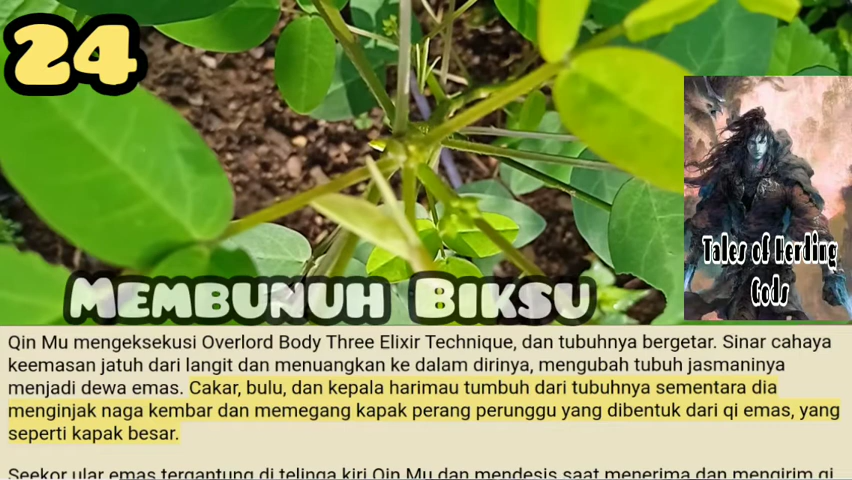 24
Tales of Herding
Gods
MEMBUNUH BIKSU
Qin Mu mengeksekusi Overlord Body Three Elixir Technique, dan tubuhnya bergetar. Sinar cahaya
keemasan jatuh dari langit dan menuangkan ke dalam dirinya, mengubah tubuh jasmaninya
menjadi dewa emas. Cakar, bulu, dan kepala harimau tumbuh dari tubuhnya sementara dia
menginjak naga kembar dan memegang kapak perang perunggu yang dibentuk dari qi emas, yang
seperti kapak besar.
Seekor ular emas tergantung di telinga kiri Qin Mu dan mendesis saat menerima dan mengirim qi